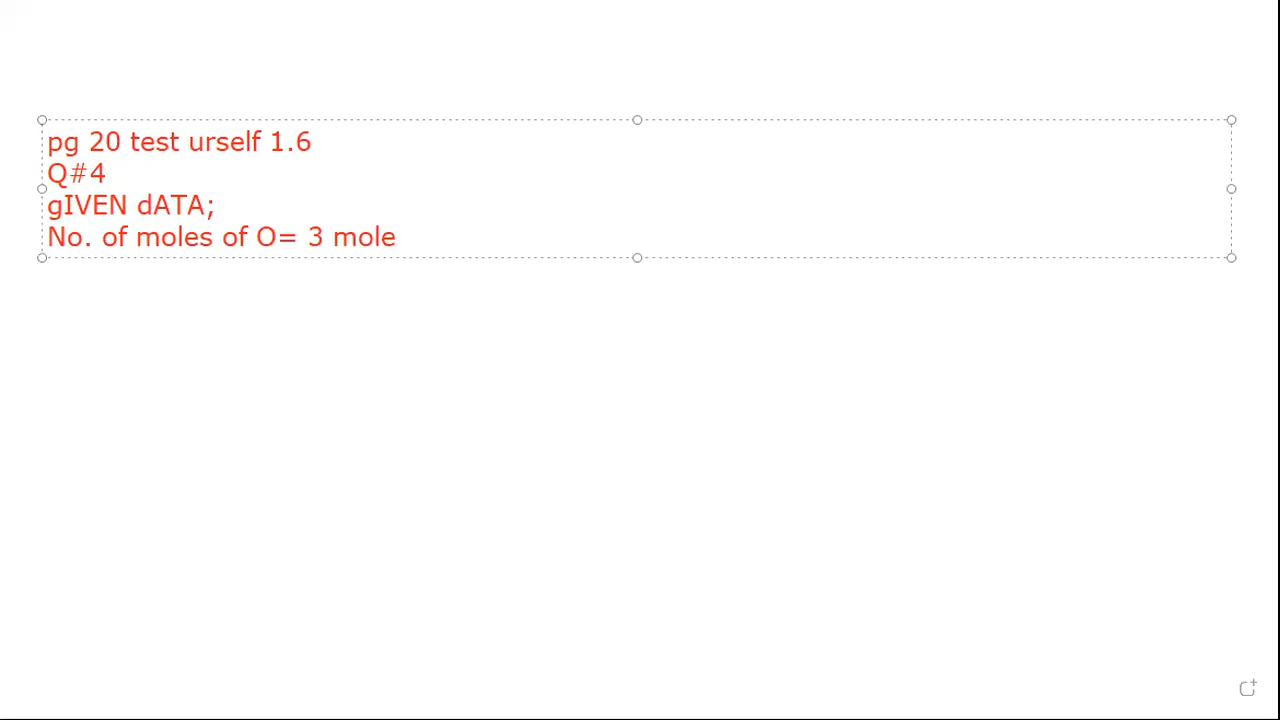 pg 20 test urself 1.6
Q#4
gIVEN dATA;
No. of moles of O= 3 mole